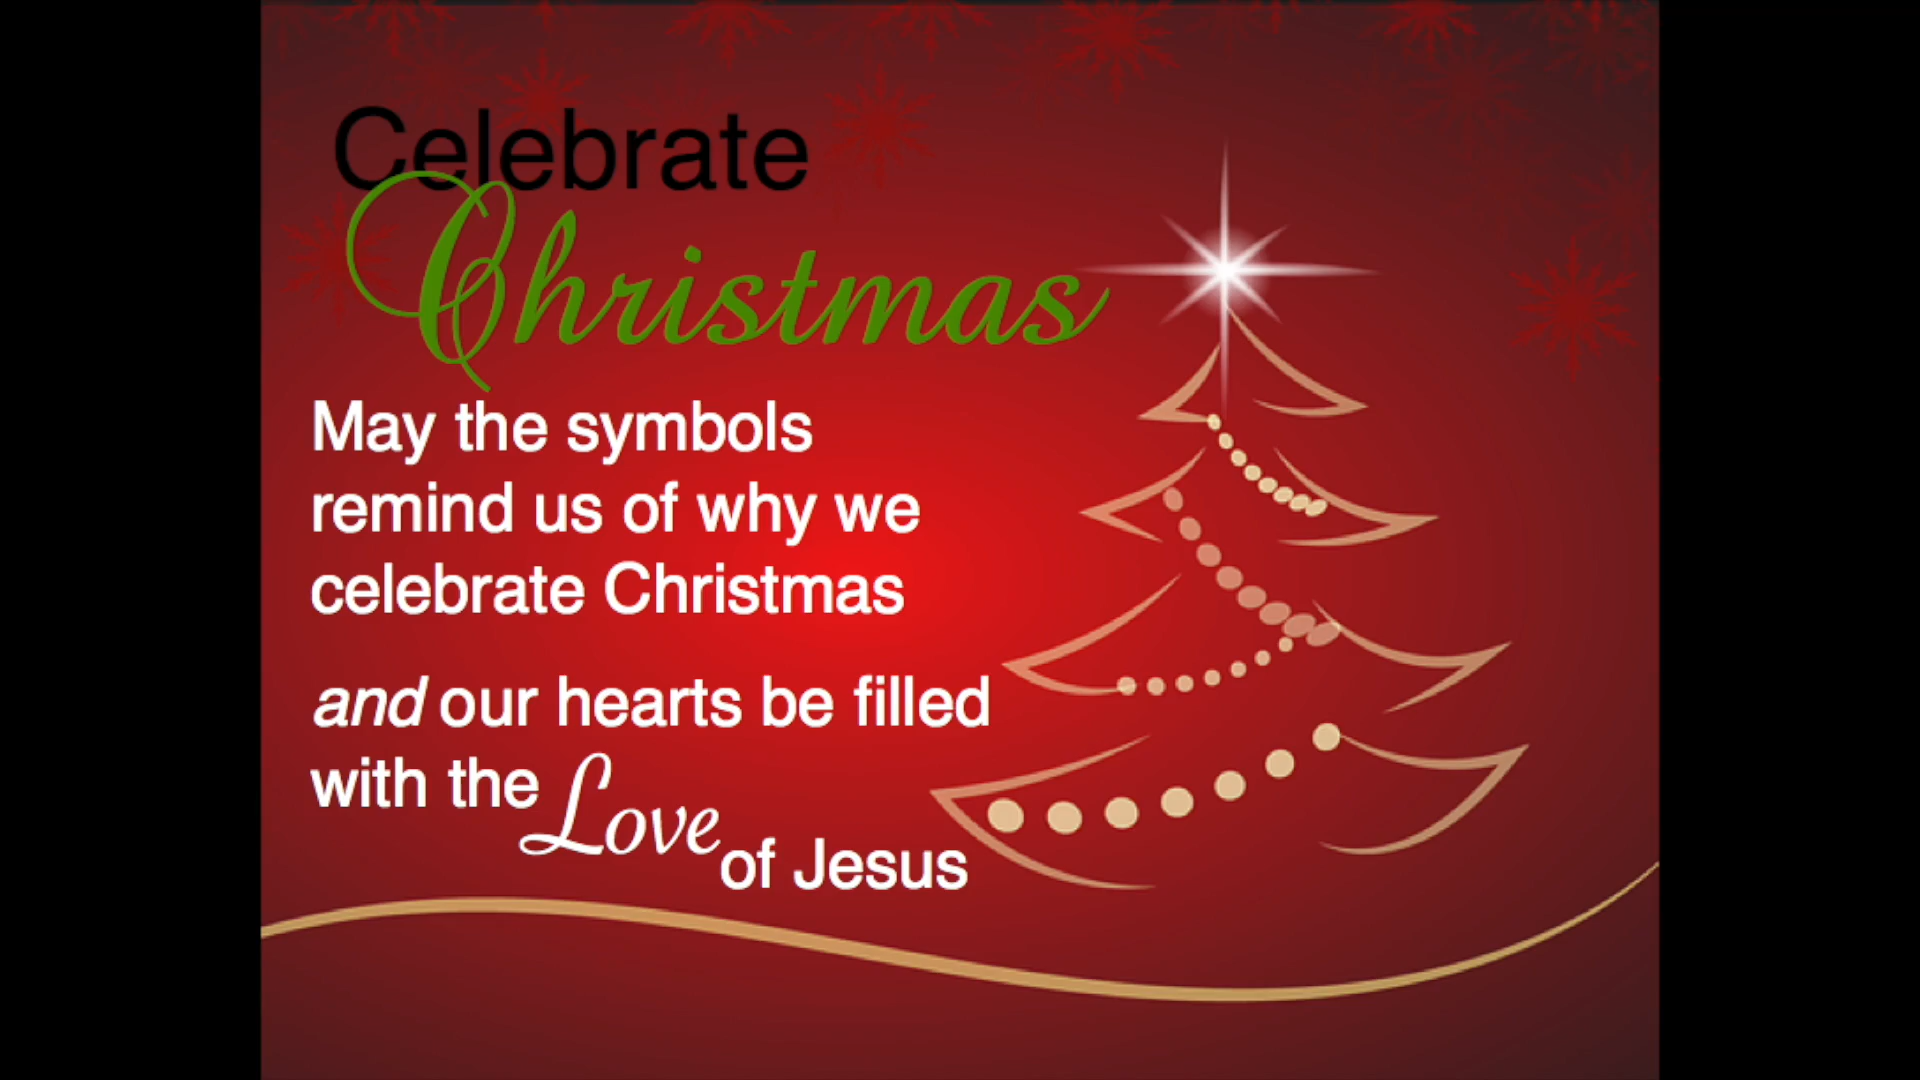 Celebrate
Christmas
May the symbols
remind us of why we
celebrate Christmas
and our hearts be filled
with the Love
of Jesus